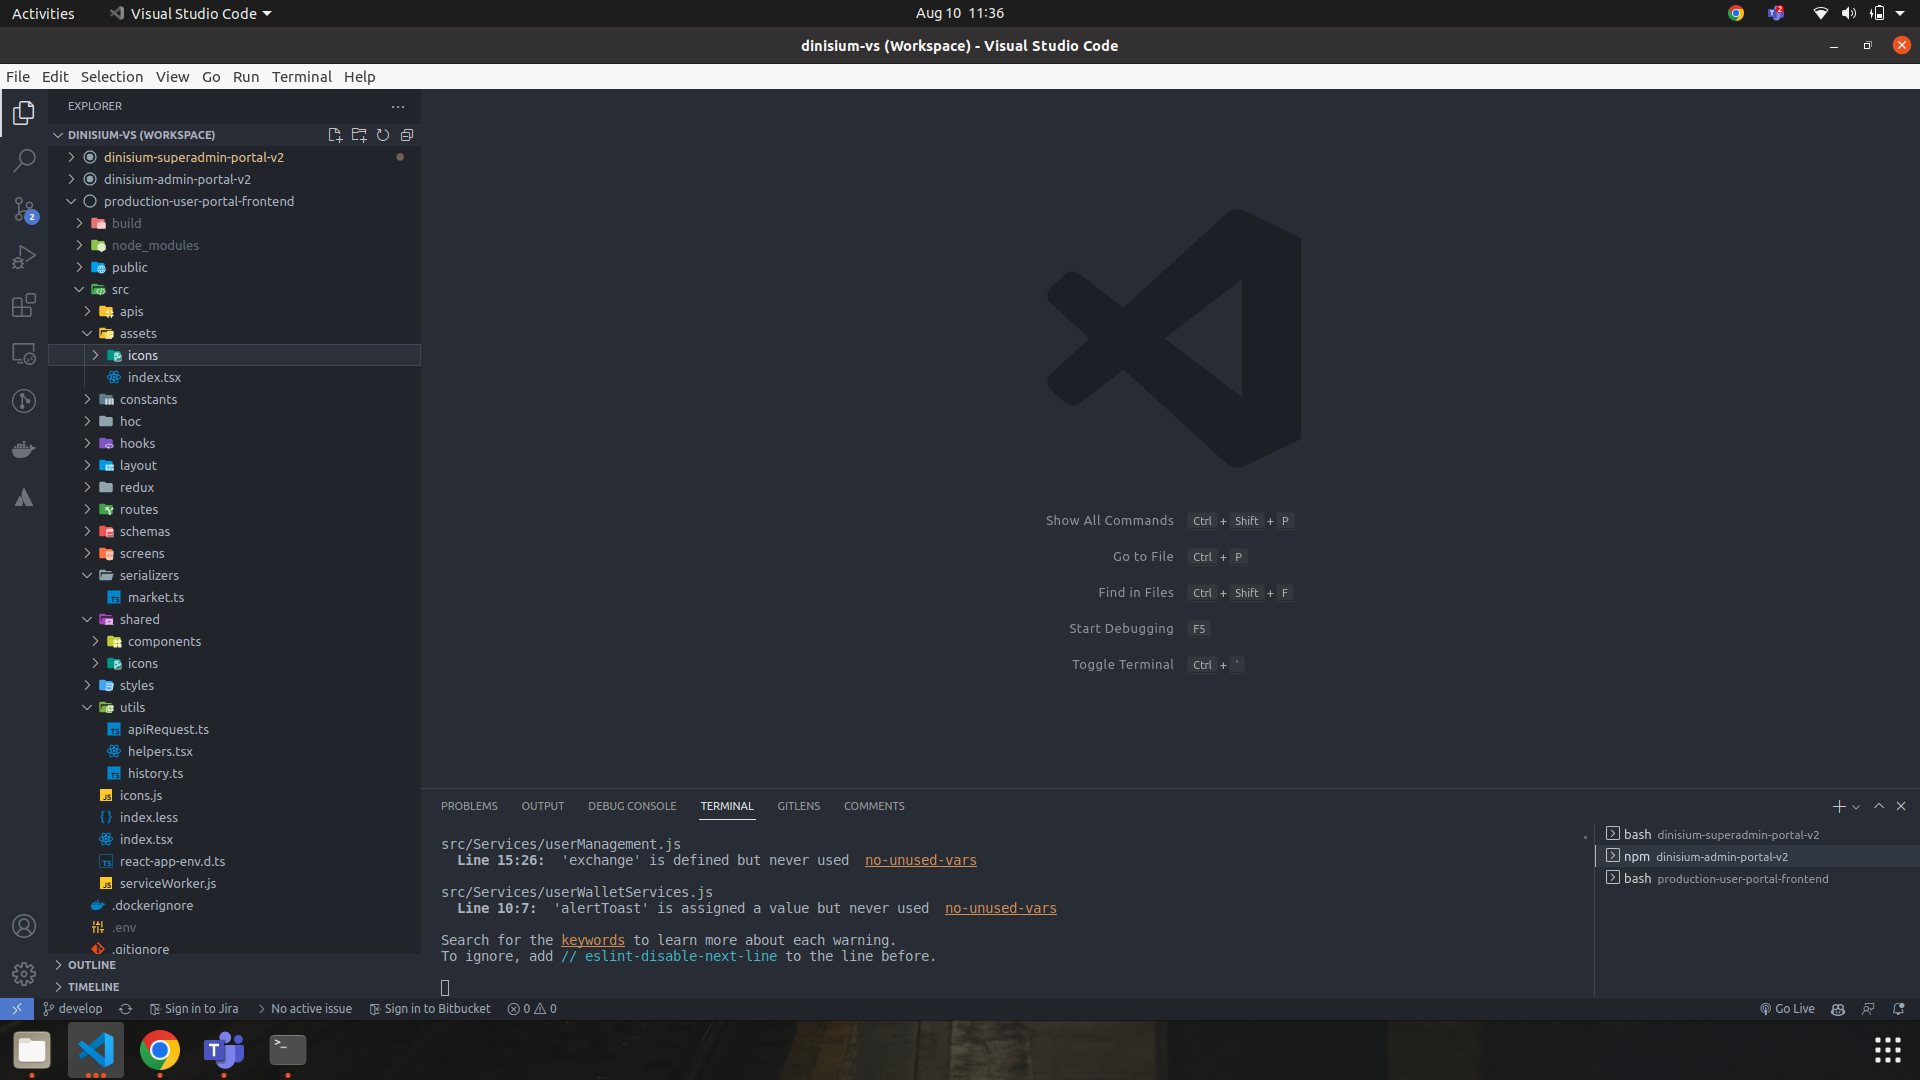 Activities
Visual Studio Code
Aug 10 11:36
2
dinisium-vs (Workspace) - Visual Studio Code
File Edit Selection View Go Run Terminal Help
EXPLORER
DINISIUM-VS (WORKSPACE)
dinisium-superadmin-portal-v2
dinisium-admin-portal-v2
production-user-portal-frontend
2
build
node_modules
public
src
apis
assets
icons
index.tsx
constants
hoc
hooks
layout
redux
routes
schemas
screens
serializers
TS market.ts
shared
components
icons
styles
utils
TS apiRequest.ts
helpers.tsx
TS history.ts
JS icons.js
{} index.less
index.tsx
TS react-app-env.d.ts
JS serviceWorker.js
.dockerignore
.env
.gitignore
OUTLINE
TIMELINE
Show All Commands Ctrl + Shift + P
Go to File Ctrl + P
Find in Files Ctrl + Shift + F
Start Debugging F5
Toggle Terminal Ctrl + `
PROBLEMS OUTPUT DEBUG CONSOLE TERMINAL GITLENS COMMENTS
src/Services/userManagement.js
Line 15:26: 'exchange' is defined but never used no-unused-vars
src/Services/userWalletServices.js
Line 10:7: 'alertToast' is assigned a value but never used no-unused-vars
Search for the keywords to learn more about each warning.
To ignore, add // eslint-disable-next-line to the line before.
bash dinisium-superadmin-portal-v2
npm dinisium-admin-portal-v2
bash production-user-portal-frontend
develop
Sign in to Jira
No active issue
Sign in to Bitbucket
0
0
Go Live